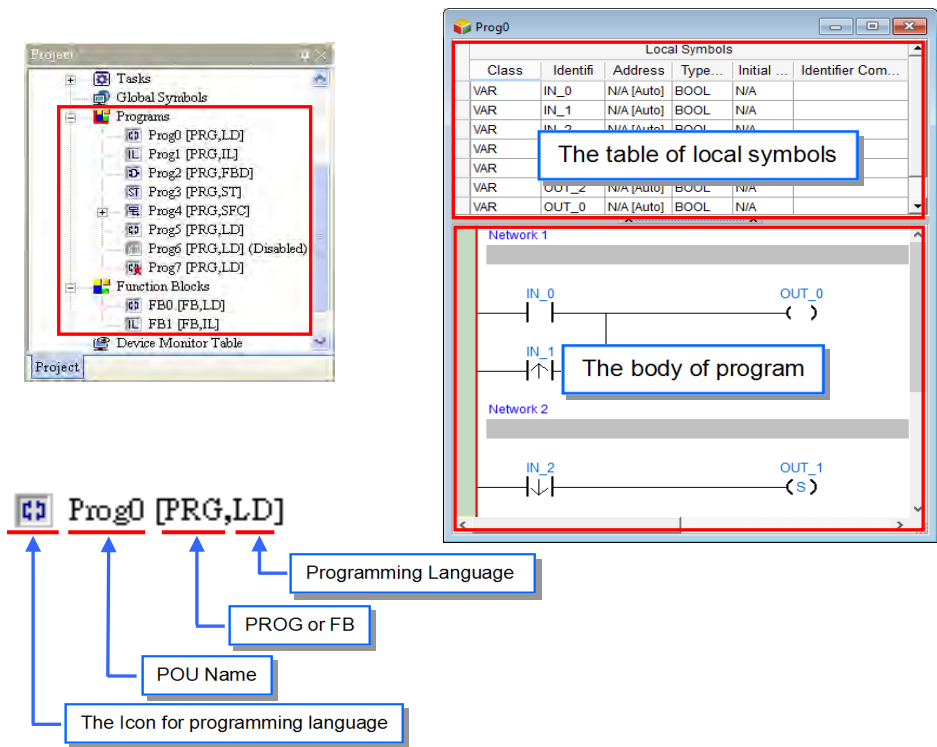 Project
Tasks
Global Symbols
Programs
Prog0 [PRG,LD]
Prog1 [PRG,IL]
Prog2 [PRG,FBD]
Prog3 [PRG,ST]
Prog4 [PRG,SFC]
Prog5 [PRG,LD]
Prog6 [PRG,LD] (Disabled)
Prog7 [PRG,LD]
Function Blocks
FB0 [FB,LD]
FB1 [FB,IL]
Device Monitor Table
Project
Prog0
Local Symbols
Class Identifi Address Type... Initial ... Identifier Com...
VAR IN_0 N/A [Auto] BOOL N/A
VAR IN_1 N/A [Auto] BOOL N/A
VAR IN_2 N/A [Auto] BOOL N/A
VAR
VAR
VAR OUT_2 N/A [Auto] BOOL N/A
VAR OUT_0 N/A [Auto] BOOL N/A
The table of local symbols
Network 1
IN_0 OUT_0
IN_1
The body of program
Network 2
IN_2 OUT_1
S
Prog0 [PRG,LD]
Programming Language
PROG or FB
POU Name
The Icon for programming language